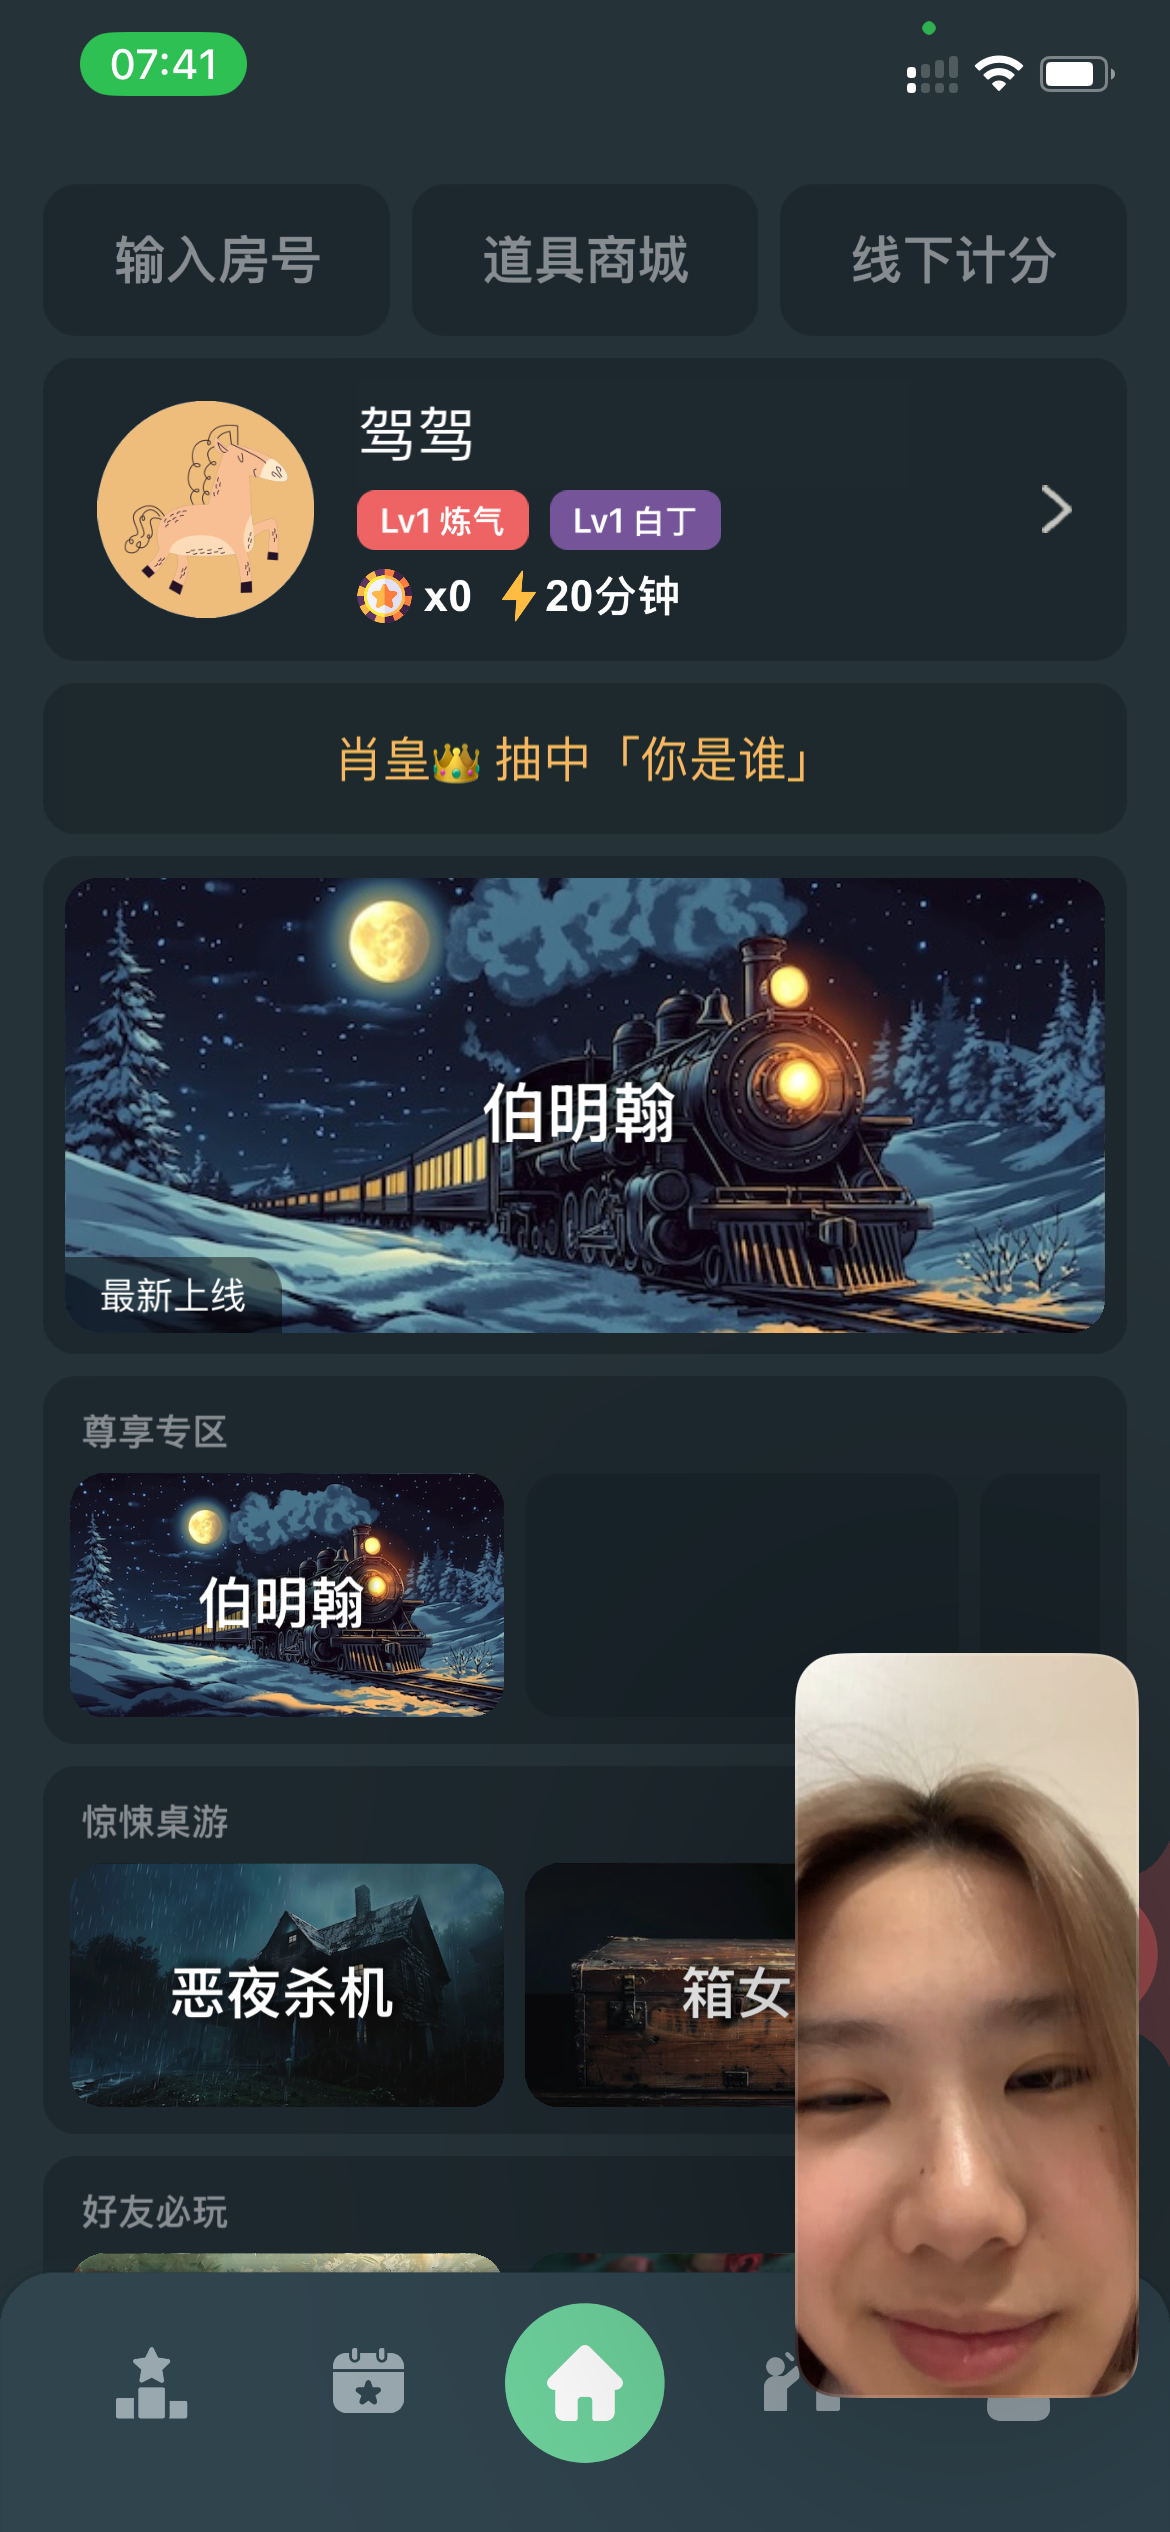 07:41
输入房号 道具商城 线下计分
驾驾
Lv1 炼气 Lv1 白丁
x0 20分钟
肖皇👑 抽中「你是谁」
伯明翰
最新上线
尊享专区
伯明翰
惊悚桌游
恶夜杀机 箱女
好友必玩